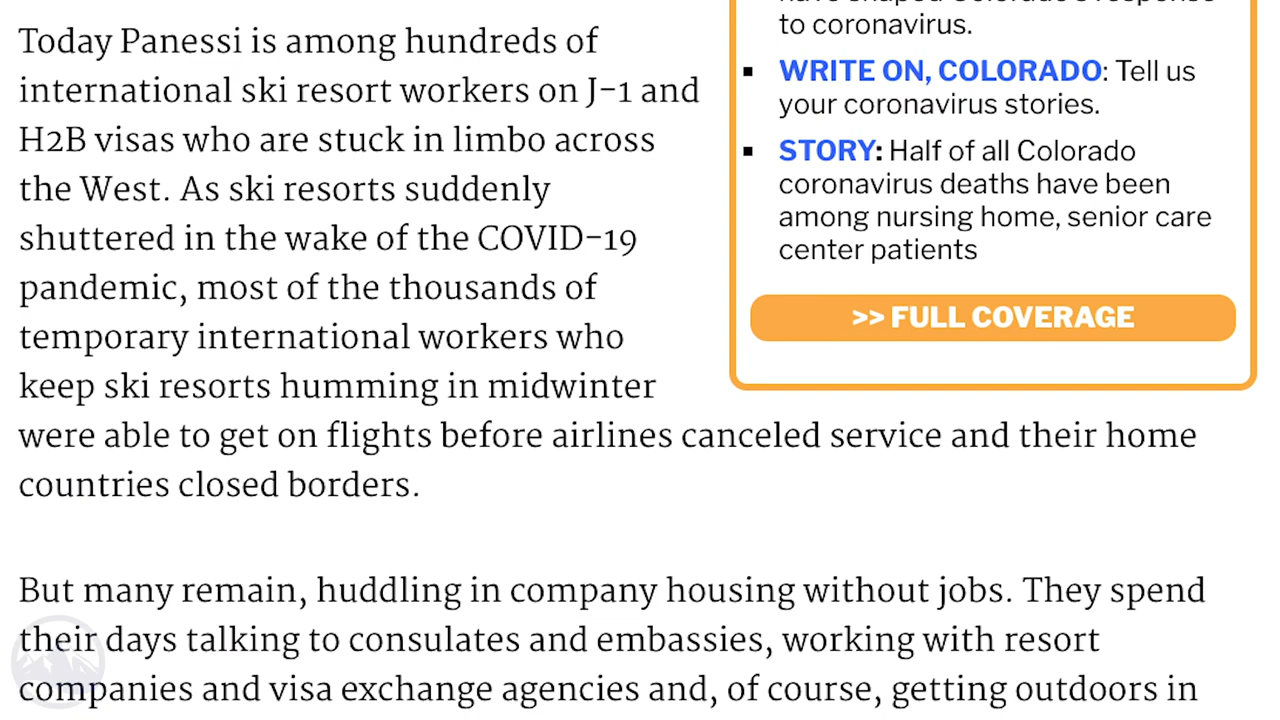 Today Panessi is among hundreds of
international ski resort workers on J-1 and
H2B visas who are stuck in limbo across
the West. As ski resorts suddenly
shuttered in the wake of the COVID-19
pandemic, most of the thousands of
temporary international workers who
keep ski resorts humming in midwinter
were able to get on flights before airlines canceled service and their home
countries closed borders.
But many remain, huddling in company housing without jobs. They spend
their days talking to consulates and embassies, working with resort
companies and visa exchange agencies and, of course, getting outdoors in
to coronavirus.
▪ WRITE ON, COLORADO: Tell us
your coronavirus stories.
▪ STORY: Half of all Colorado
coronavirus deaths have been
among nursing home, senior care
center patients
>> FULL COVERAGE